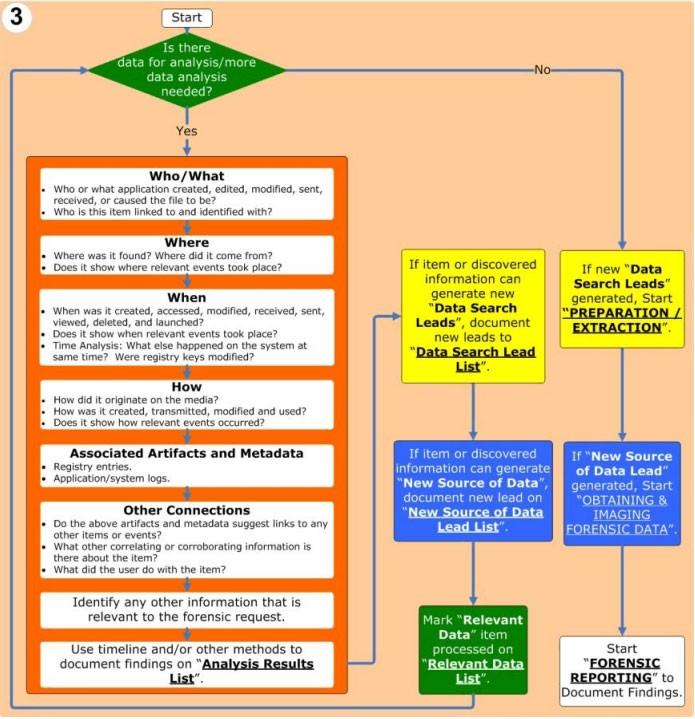 3
Start
Is there
data for analysis/more
data analysis
needed?
No
Yes
Who/What
• Who or what application created, edited, modified, sent,
received, or caused the file to be?
• Who is this item linked to and identified with?
Where
• Where was it found? Where did it come from?
• Does it show where relevant events took place?
When
• When was it created, accessed, modified, received, sent,
viewed, deleted, and launched?
• Does it show when relevant events took place?
• Time Analysis: What else happened on the system at
same time? Were registry keys modified?
How
• How did it originate on the media?
• How was it created, transmitted, modified and used?
• Does it show how relevant events occurred?
Associated Artifacts and Metadata
• Registry entries.
• Application/system logs.
Other Connections
• Do the above artifacts and metadata suggest links to any
other items or events?
• What other correlating or corroborating information is
there about the item?
• What did the user do with the item?
Identify any other information that is
relevant to the forensic request.
Use timeline and/or other methods to
document findings on "Analysis Results
List".
If item or discovered
information can
generate new
"Data Search
Leads", document
new leads to
"Data Search Lead
List".
If item or discovered
information can generate
"New Source of Data",
document new lead on
"New Source of Data
Lead List".
Mark "Relevant
Data" item
processed on
"Relevant Data
List".
If new "Data
Search Leads"
generated, Start
"PREPARATION /
EXTRACTION".
If "New Source
of Data Lead"
generated, Start
"OBTAINING &
IMAGING
FORENSIC DATA".
Start
"FORENSIC
REPORTING" to
Document Findings.